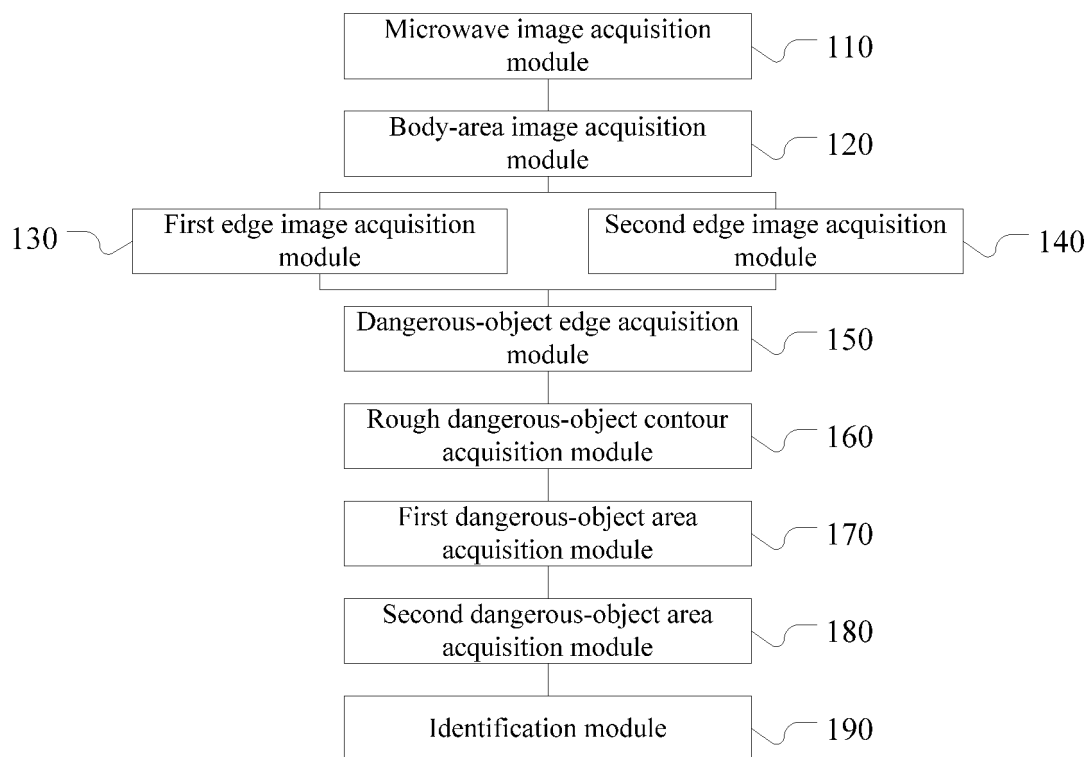 Microwave image acquisition
module
110
Body-area image acquisition
module
120
First edge image acquisition
module
130
Second edge image acquisition
module
140
Dangerous-object edge acquisition
module
150
Rough dangerous-object contour
acquisition module
160
First dangerous-object area
acquisition module
170
Second dangerous-object area
acquisition module
180
Identification module
190